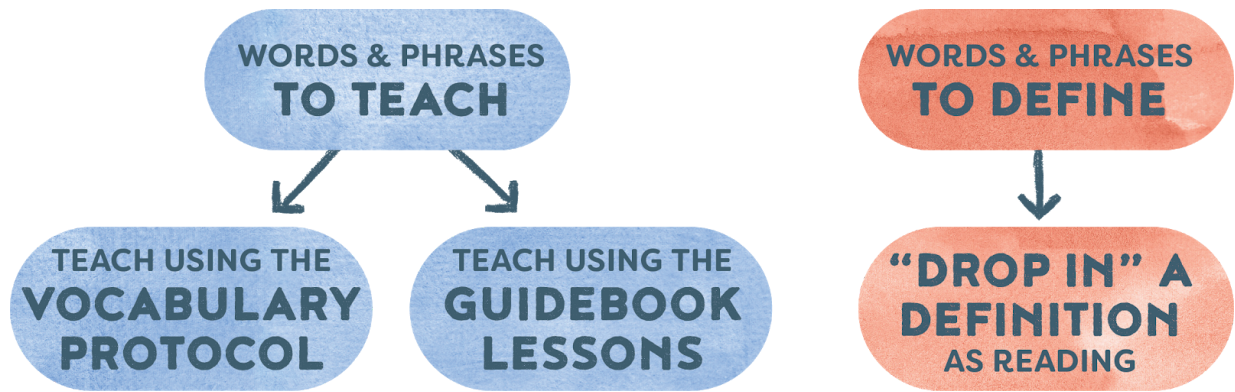 WORDS & PHRASES
TO TEACH
WORDS & PHRASES
TO DEFINE
TEACH USING THE
VOCABULARY
PROTOCOL
TEACH USING THE
GUIDEBOOK
LESSONS
“DROP IN” A
DEFINITION
AS READING